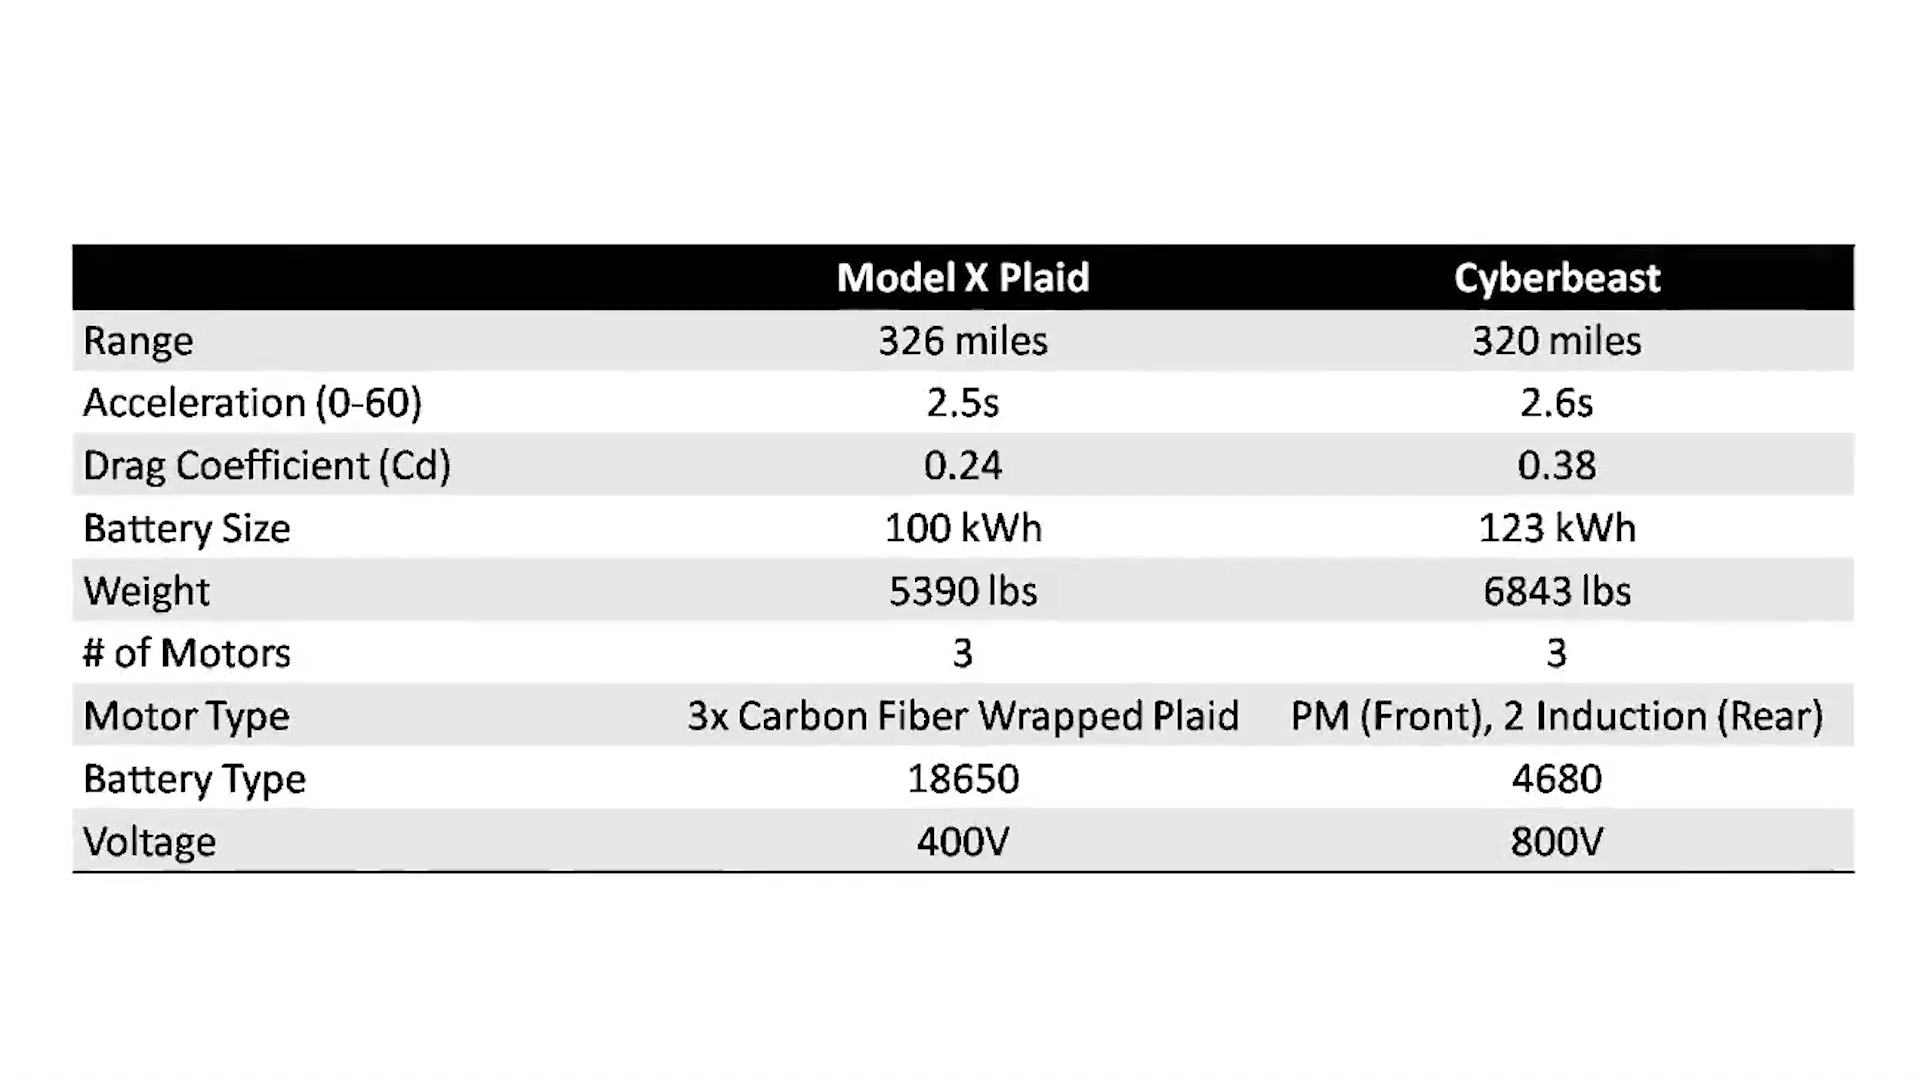 Model X Plaid Cyberbeast
Range 326 miles 320 miles
Acceleration (0-60) 2.5s 2.6s
Drag Coefficient (Cd) 0.24 0.38
Battery Size 100 kWh 123 kWh
Weight 5390 lbs 6843 lbs
# of Motors 3 3
Motor Type 3x Carbon Fiber Wrapped Plaid PM (Front), 2 Induction (Rear)
Battery Type 18650 4680
Voltage 400V 800V